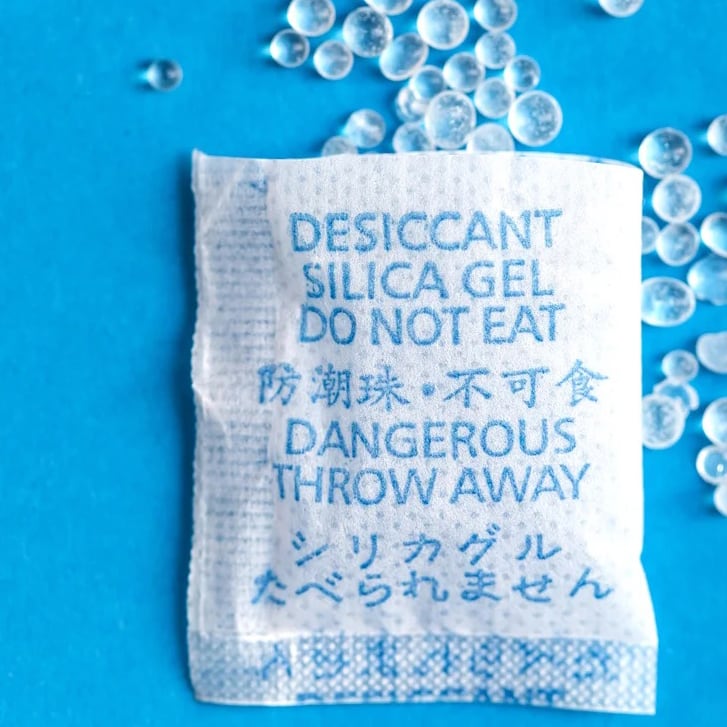 DESICCANT
SILICA GEL
DO NOT EAT
防潮珠・不可食
DANGEROUS
THROW AWAY
シリカグル
たべられません